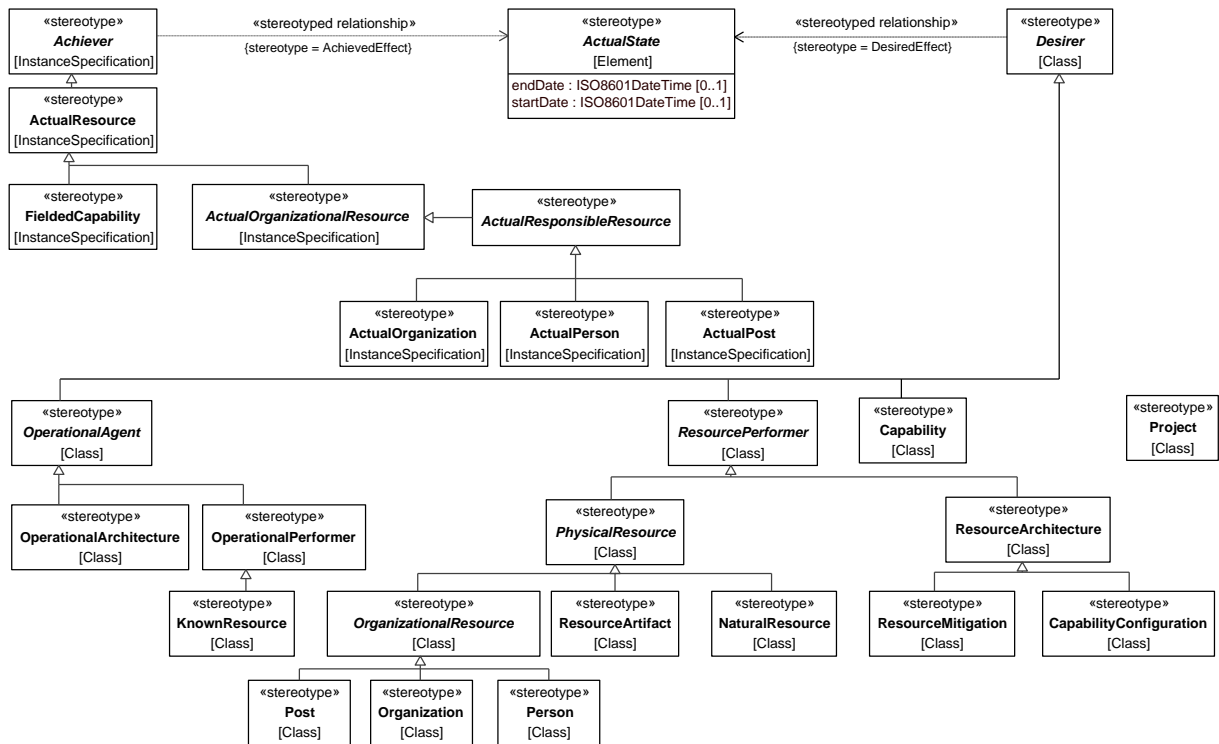 «stereotype»
Achiever
[InstanceSpecification]
«stereotyped relationship»
{stereotype = AchievedEffect}
«stereotype»
ActualState
[Element]
endDate : ISO8601DateTime [0..1]
startDate : ISO8601DateTime [0..1]
«stereotyped relationship»
{stereotype = DesiredEffect}
«stereotype»
Desirer
[Class]
«stereotype»
ActualResource
[InstanceSpecification]
«stereotype»
FieldedCapability
[InstanceSpecification]
«stereotype»
ActualOrganizationalResource
[InstanceSpecification]
«stereotype»
ActualResponsibleResource
«stereotype»
ActualOrganization
[InstanceSpecification]
«stereotype»
ActualPerson
[InstanceSpecification]
«stereotype»
ActualPost
[InstanceSpecification]
«stereotype»
OperationalAgent
[Class]
«stereotype»
ResourcePerformer
[Class]
«stereotype»
Capability
[Class]
«stereotype»
Project
[Class]
«stereotype»
OperationalArchitecture
[Class]
«stereotype»
OperationalPerformer
[Class]
«stereotype»
PhysicalResource
[Class]
«stereotype»
ResourceArchitecture
[Class]
«stereotype»
KnownResource
[Class]
«stereotype»
OrganizationalResource
[Class]
«stereotype»
ResourceArtifact
[Class]
«stereotype»
NaturalResource
[Class]
«stereotype»
ResourceMitigation
[Class]
«stereotype»
CapabilityConfiguration
[Class]
«stereotype»
Post
[Class]
«stereotype»
Organization
[Class]
«stereotype»
Person
[Class]